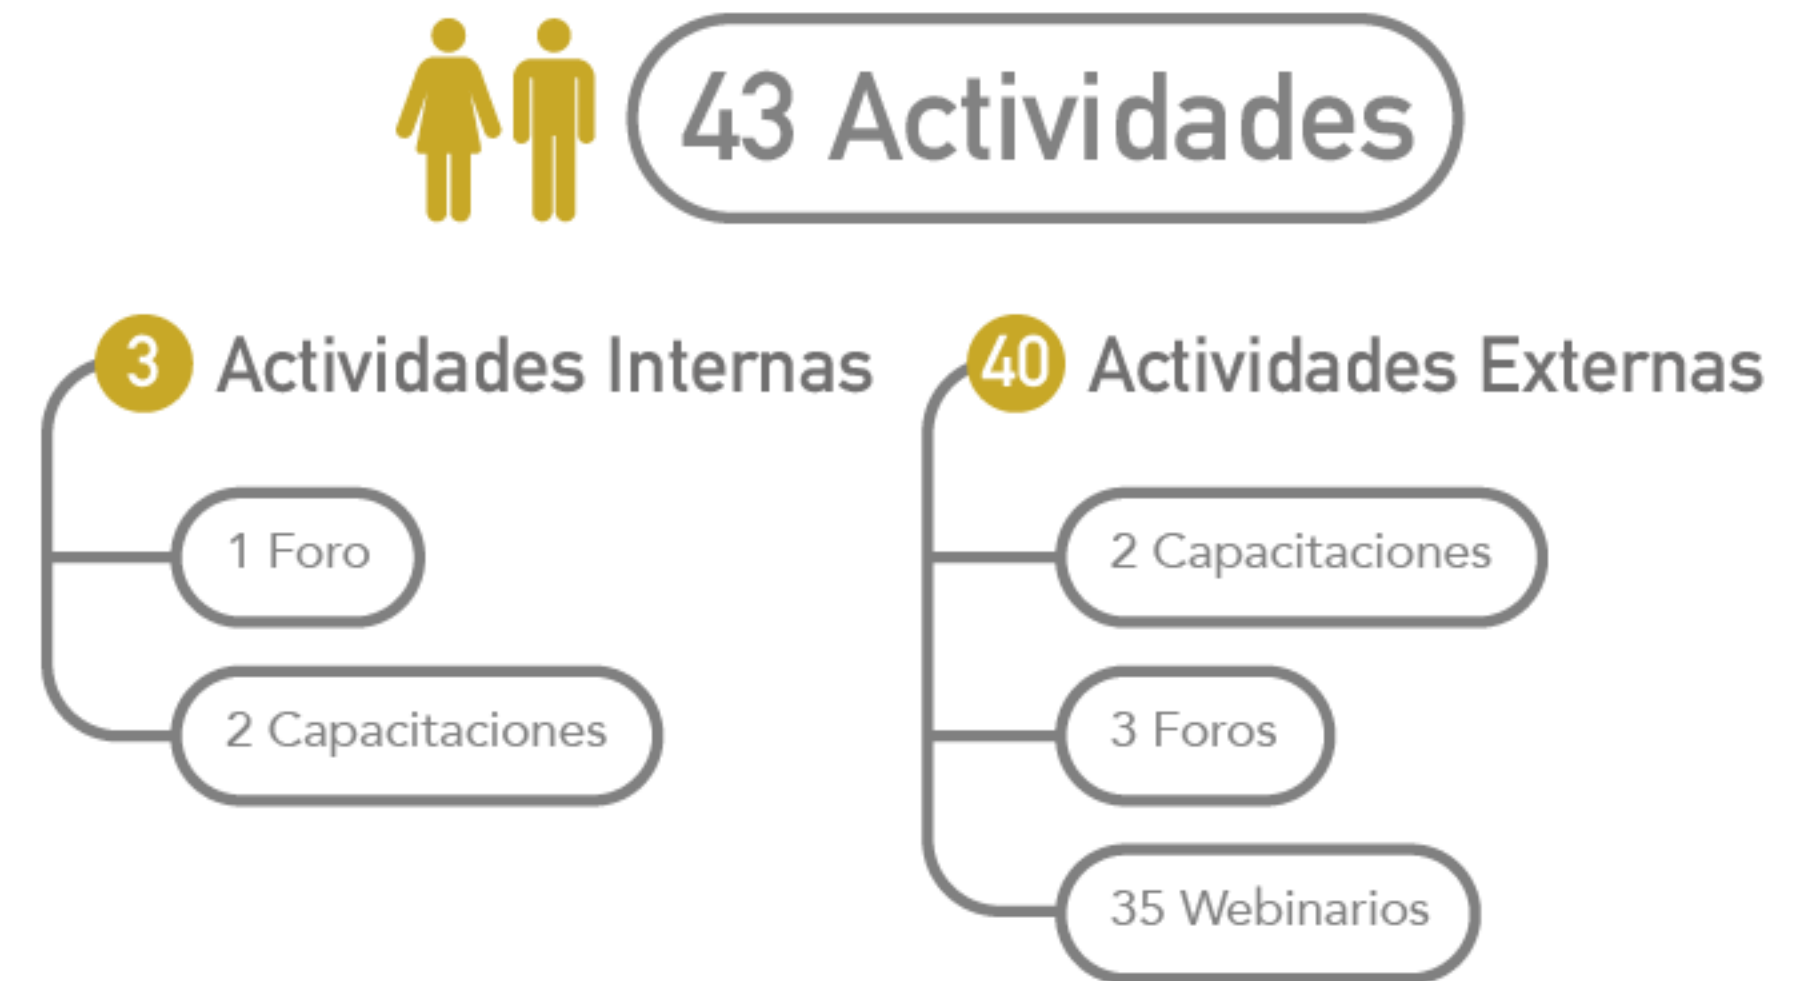 43 Actividades
3 Actividades Internas
1 Foro
2 Capacitaciones
40 Actividades Externas
2 Capacitaciones
3 Foros
35 Webinarios